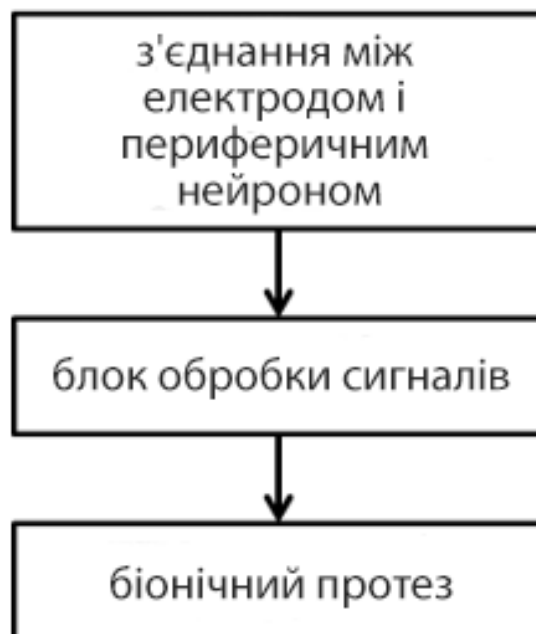 з'єднання між
електродом і
периферичним
нейроном
блок обробки сигналів
біонічний протез